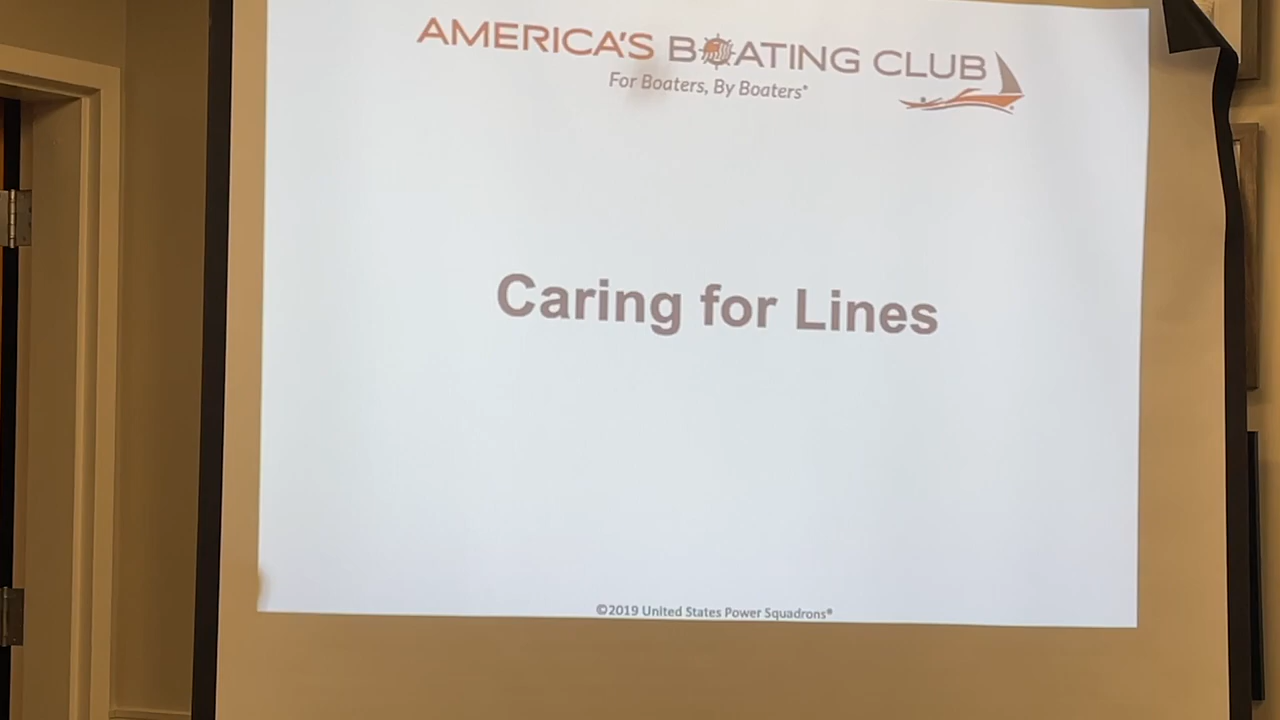 AMERICA'S BOATING CLUB
For Boaters, By Boaters®
Caring for Lines
©2019 United States Power Squadrons®